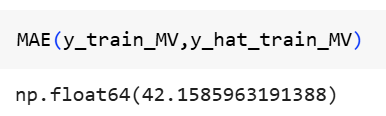 MAE(y_train_MV,y_hat_train_MV)
np.float64(42.1585963191388)